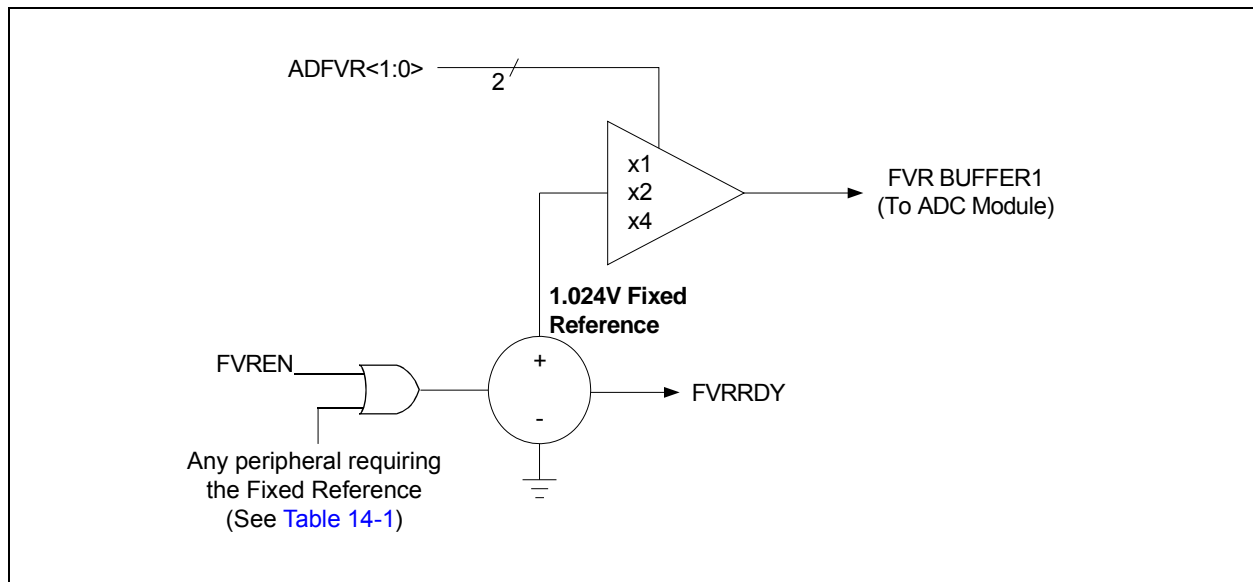 ADFVR<1:0>
2
x1
x2
x4
FVR BUFFER1
(To ADC Module)
1.024V Fixed
Reference
FVREN
+
-
FVRRDY
Any peripheral requiring
the Fixed Reference
(See Table 14-1)